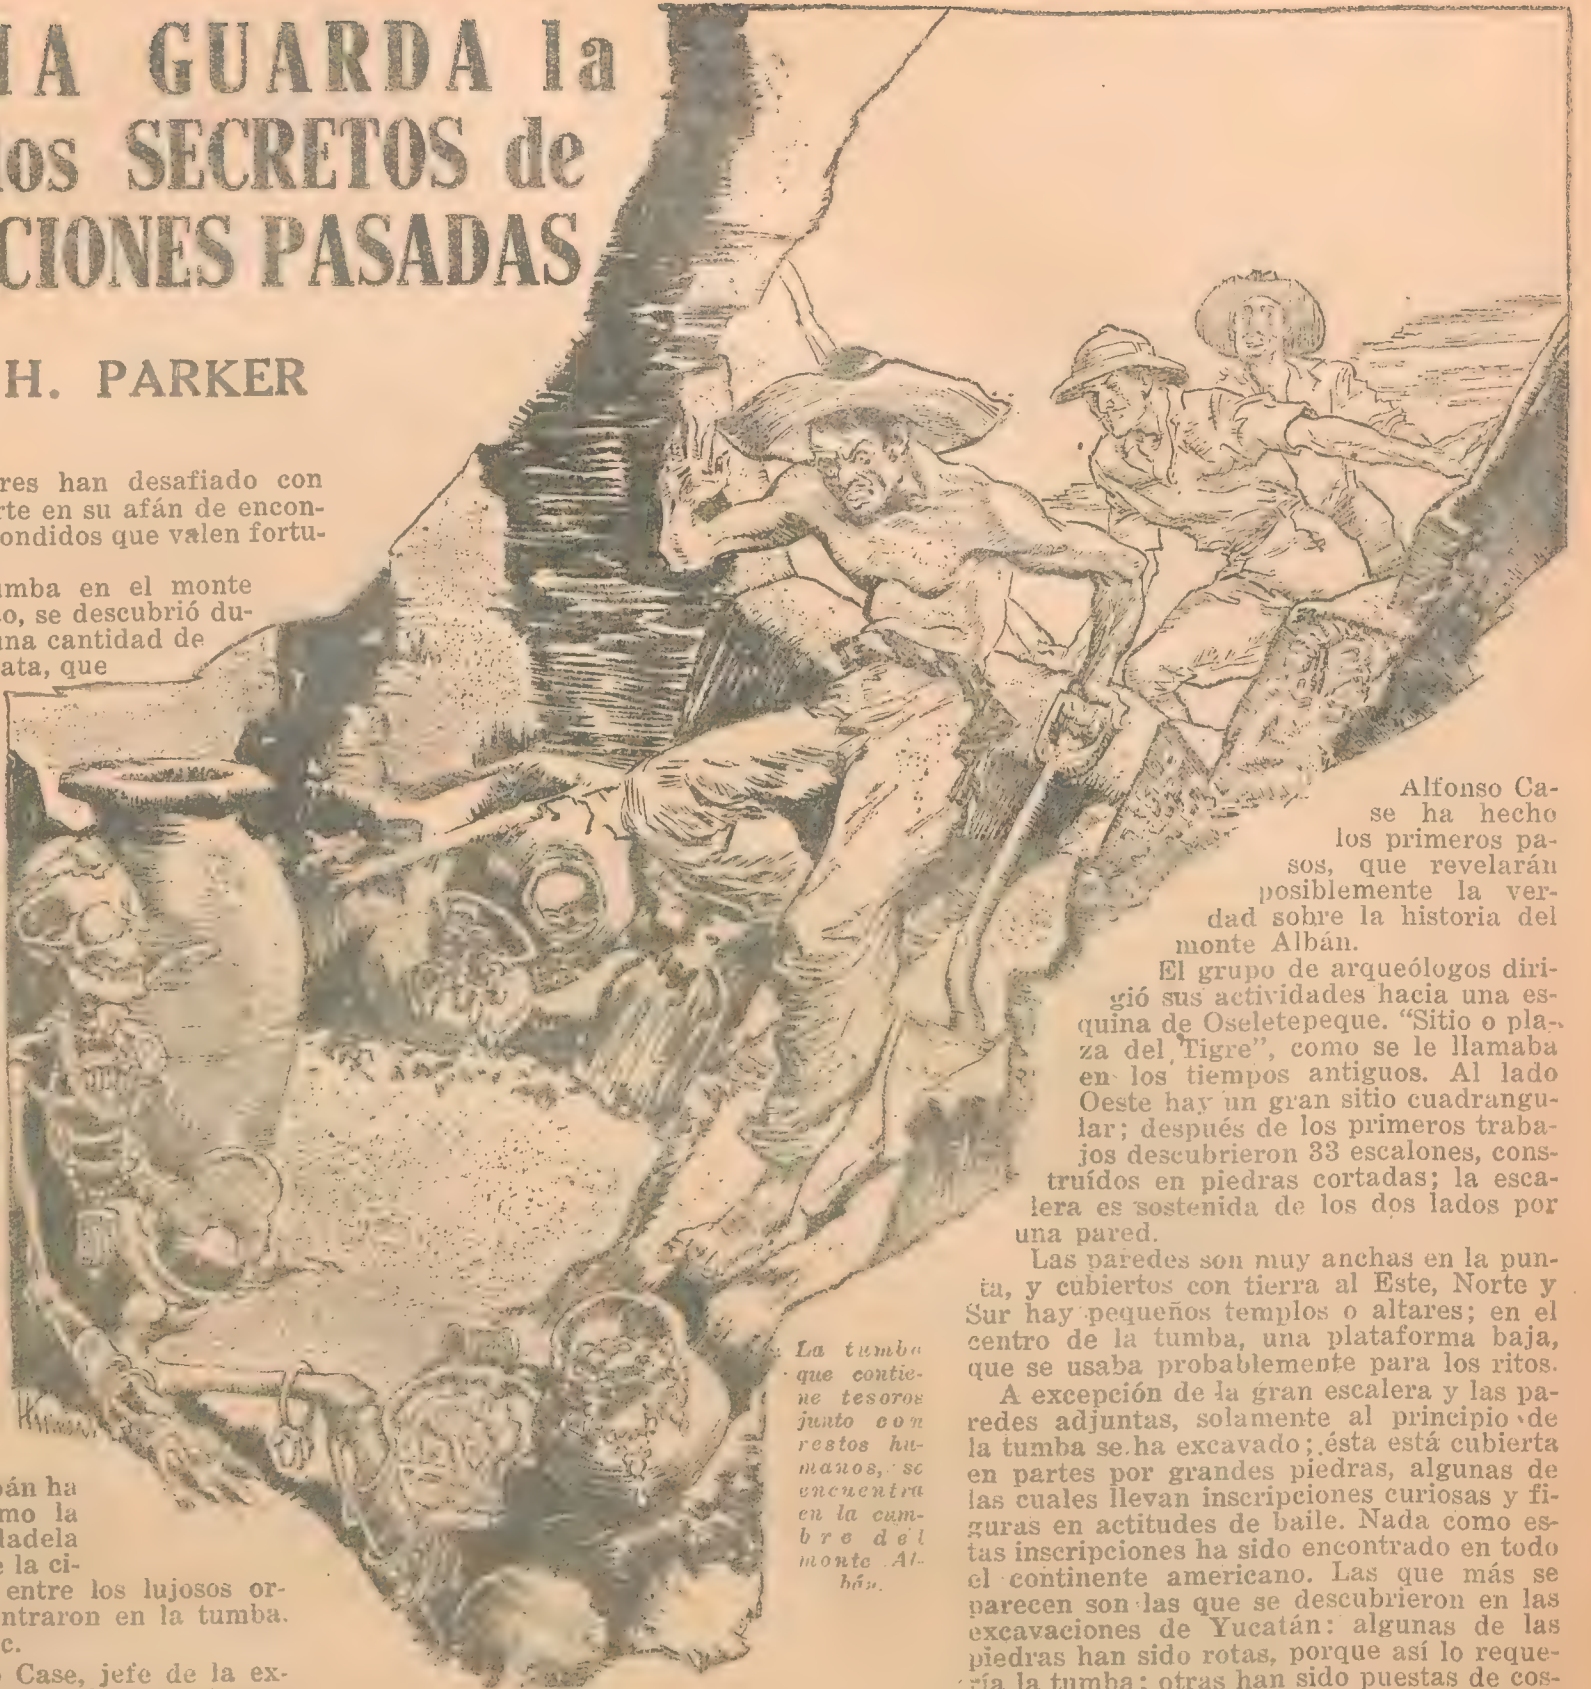 IA GUARDA la
los SECRETOS de
CIONES PASADAS
H. PARKER
res han desafiado con
rte en su afán de encon-
ondidos que valen fortu-
umba en el monte
o, se descubrió du-
una cantidad de
ata, que
bán ha
mo la
dadela
e la ci-
entre los lujosos or-
ntraron en la tumba.
c.
o Case, jefe de la ex-
La tumba
que contie-
ne tesoros
junto con
restos hu-
manos, se
encuentra
en la cum-
bre del
monte Al-
bán.
Alfonso Ca-
se ha hecho
los primeros pa-
sos, que revelarán
posiblemente la ver-
dad sobre la historia del
monte Albán.
El grupo de arqueólogos diri-
gió sus actividades hacia una es-
quina de Oseletepeque. “Sitio o pla-
za del Tigre”, como se le llamaba
en los tiempos antiguos. Al lado
Oeste hay un gran sitio cuadrangu-
lar; después de los primeros traba-
jos descubrieron 33 escalones, cons-
truídos en piedras cortadas; la esca-
lera es sostenida de los dos lados por
una pared.
Las paredes son muy anchas en la pun-
ta, y cubiertos con tierra al Este, Norte y
Sur hay pequeños templos o altares; en el
centro de la tumba, una plataforma baja,
que se usaba probablemente para los ritos.
A excepción de la gran escalera y las pa-
redes adjuntas, solamente al principio de
la tumba se ha excavado; ésta está cubierta
en partes por grandes piedras, algunas de
las cuales llevan inscripciones curiosas y fi-
guras en actitudes de baile. Nada como es-
tas inscripciones ha sido encontrado en todo
el continente americano. Las que más se
parecen son las que se descubrieron en las
excavaciones de Yucatán: algunas de las
piedras han sido rotas, porque así lo reque-
ría la tumba; otras han sido puestas de cos-